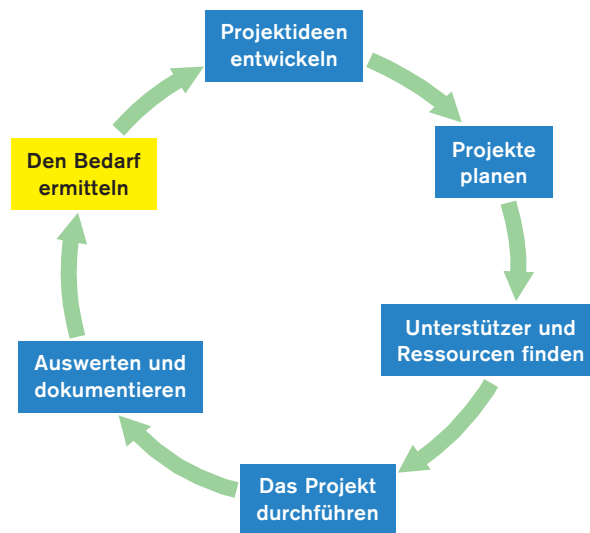 Projektideen
entwickeln
Projekte
planen
Unterstützer und
Ressourcen finden
Das Projekt
durchführen
Auswerten und
dokumentieren
Den Bedarf
ermitteln